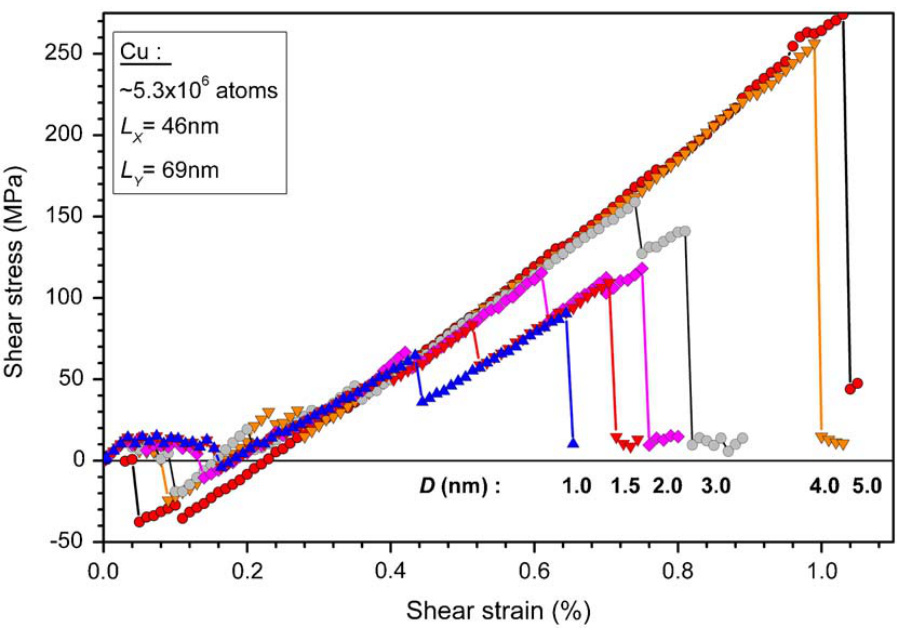 Cu :
~5.3x10⁶ atoms
Lₓ= 46nm
L_Y= 69nm
Shear stress (MPa)
250
200
150
100
50
0
-50
D (nm) : 1.0 1.5 2.0 3.0 4.0 5.0
0.0 0.2 0.4 0.6 0.8 1.0
Shear strain (%)